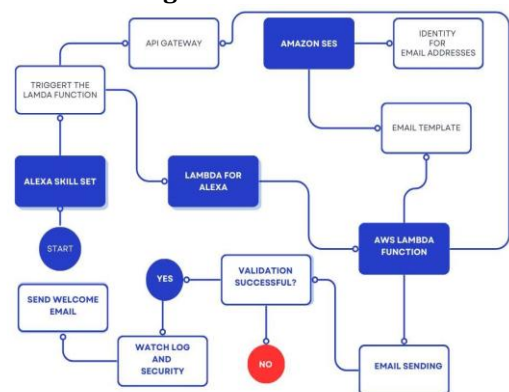 API GATEWAY
AMAZON SES
IDENTITY
FOR
EMAIL ADDRESSES
TRIGGERT THE
LAMDA FUNCTION
EMAIL TEMPLATE
ALEXA SKILL SET
LAMBDA FOR
ALEXA
START
AWS LAMBDA
FUNCTION
VALIDATION
SUCCESSFUL?
YES
SEND WELCOME
EMAIL
WATCH LOG
AND
SECURITY
NO
EMAIL SENDING